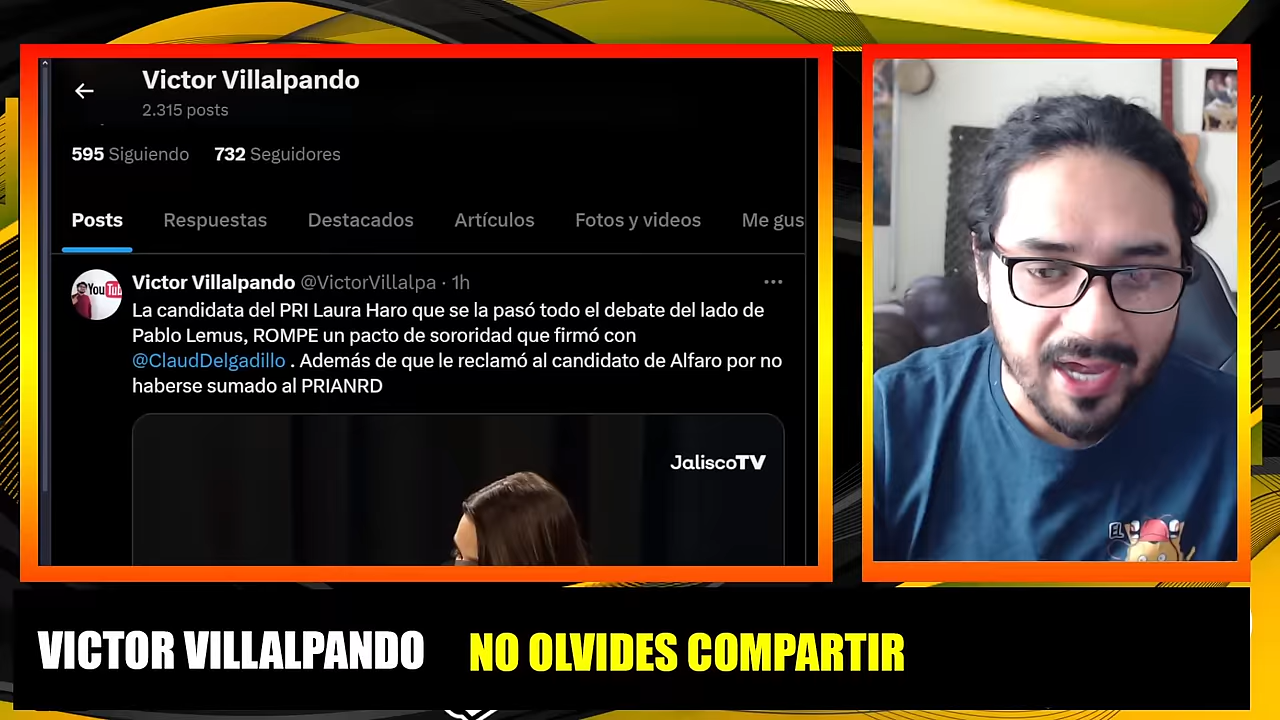 Victor Villalpando
2.315 posts
595 Siguiendo 732 Seguidores
Posts Respuestas Destacados Artículos Fotos y videos Me gus
Victor Villalpando @VictorVillalpa · 1h
La candidata del PRI Laura Haro que se la pasó todo el debate del lado de
Pablo Lemus, ROMPE un pacto de sororidad que firmó con
@ClaudDelgadillo . Además de que le reclamó al candidato de Alfaro por no
haberse sumado al PRIANRD
JaliscoTV
YouTub
EL
VICTOR VILLALPANDO NO OLVIDES COMPARTIR